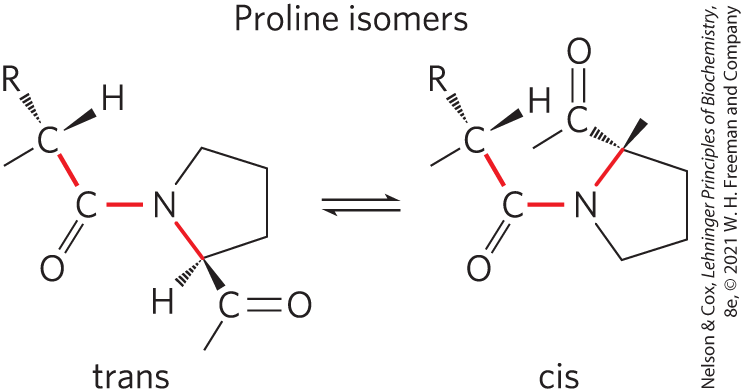 Proline isomers
R
H
C
C
N
O
H
C=O
trans
O
C
R
H
C
C
N
O
cis
Nelson & Cox, Lehninger Principles of Biochemistry,
8e, © 2021 W. H. Freeman and Company